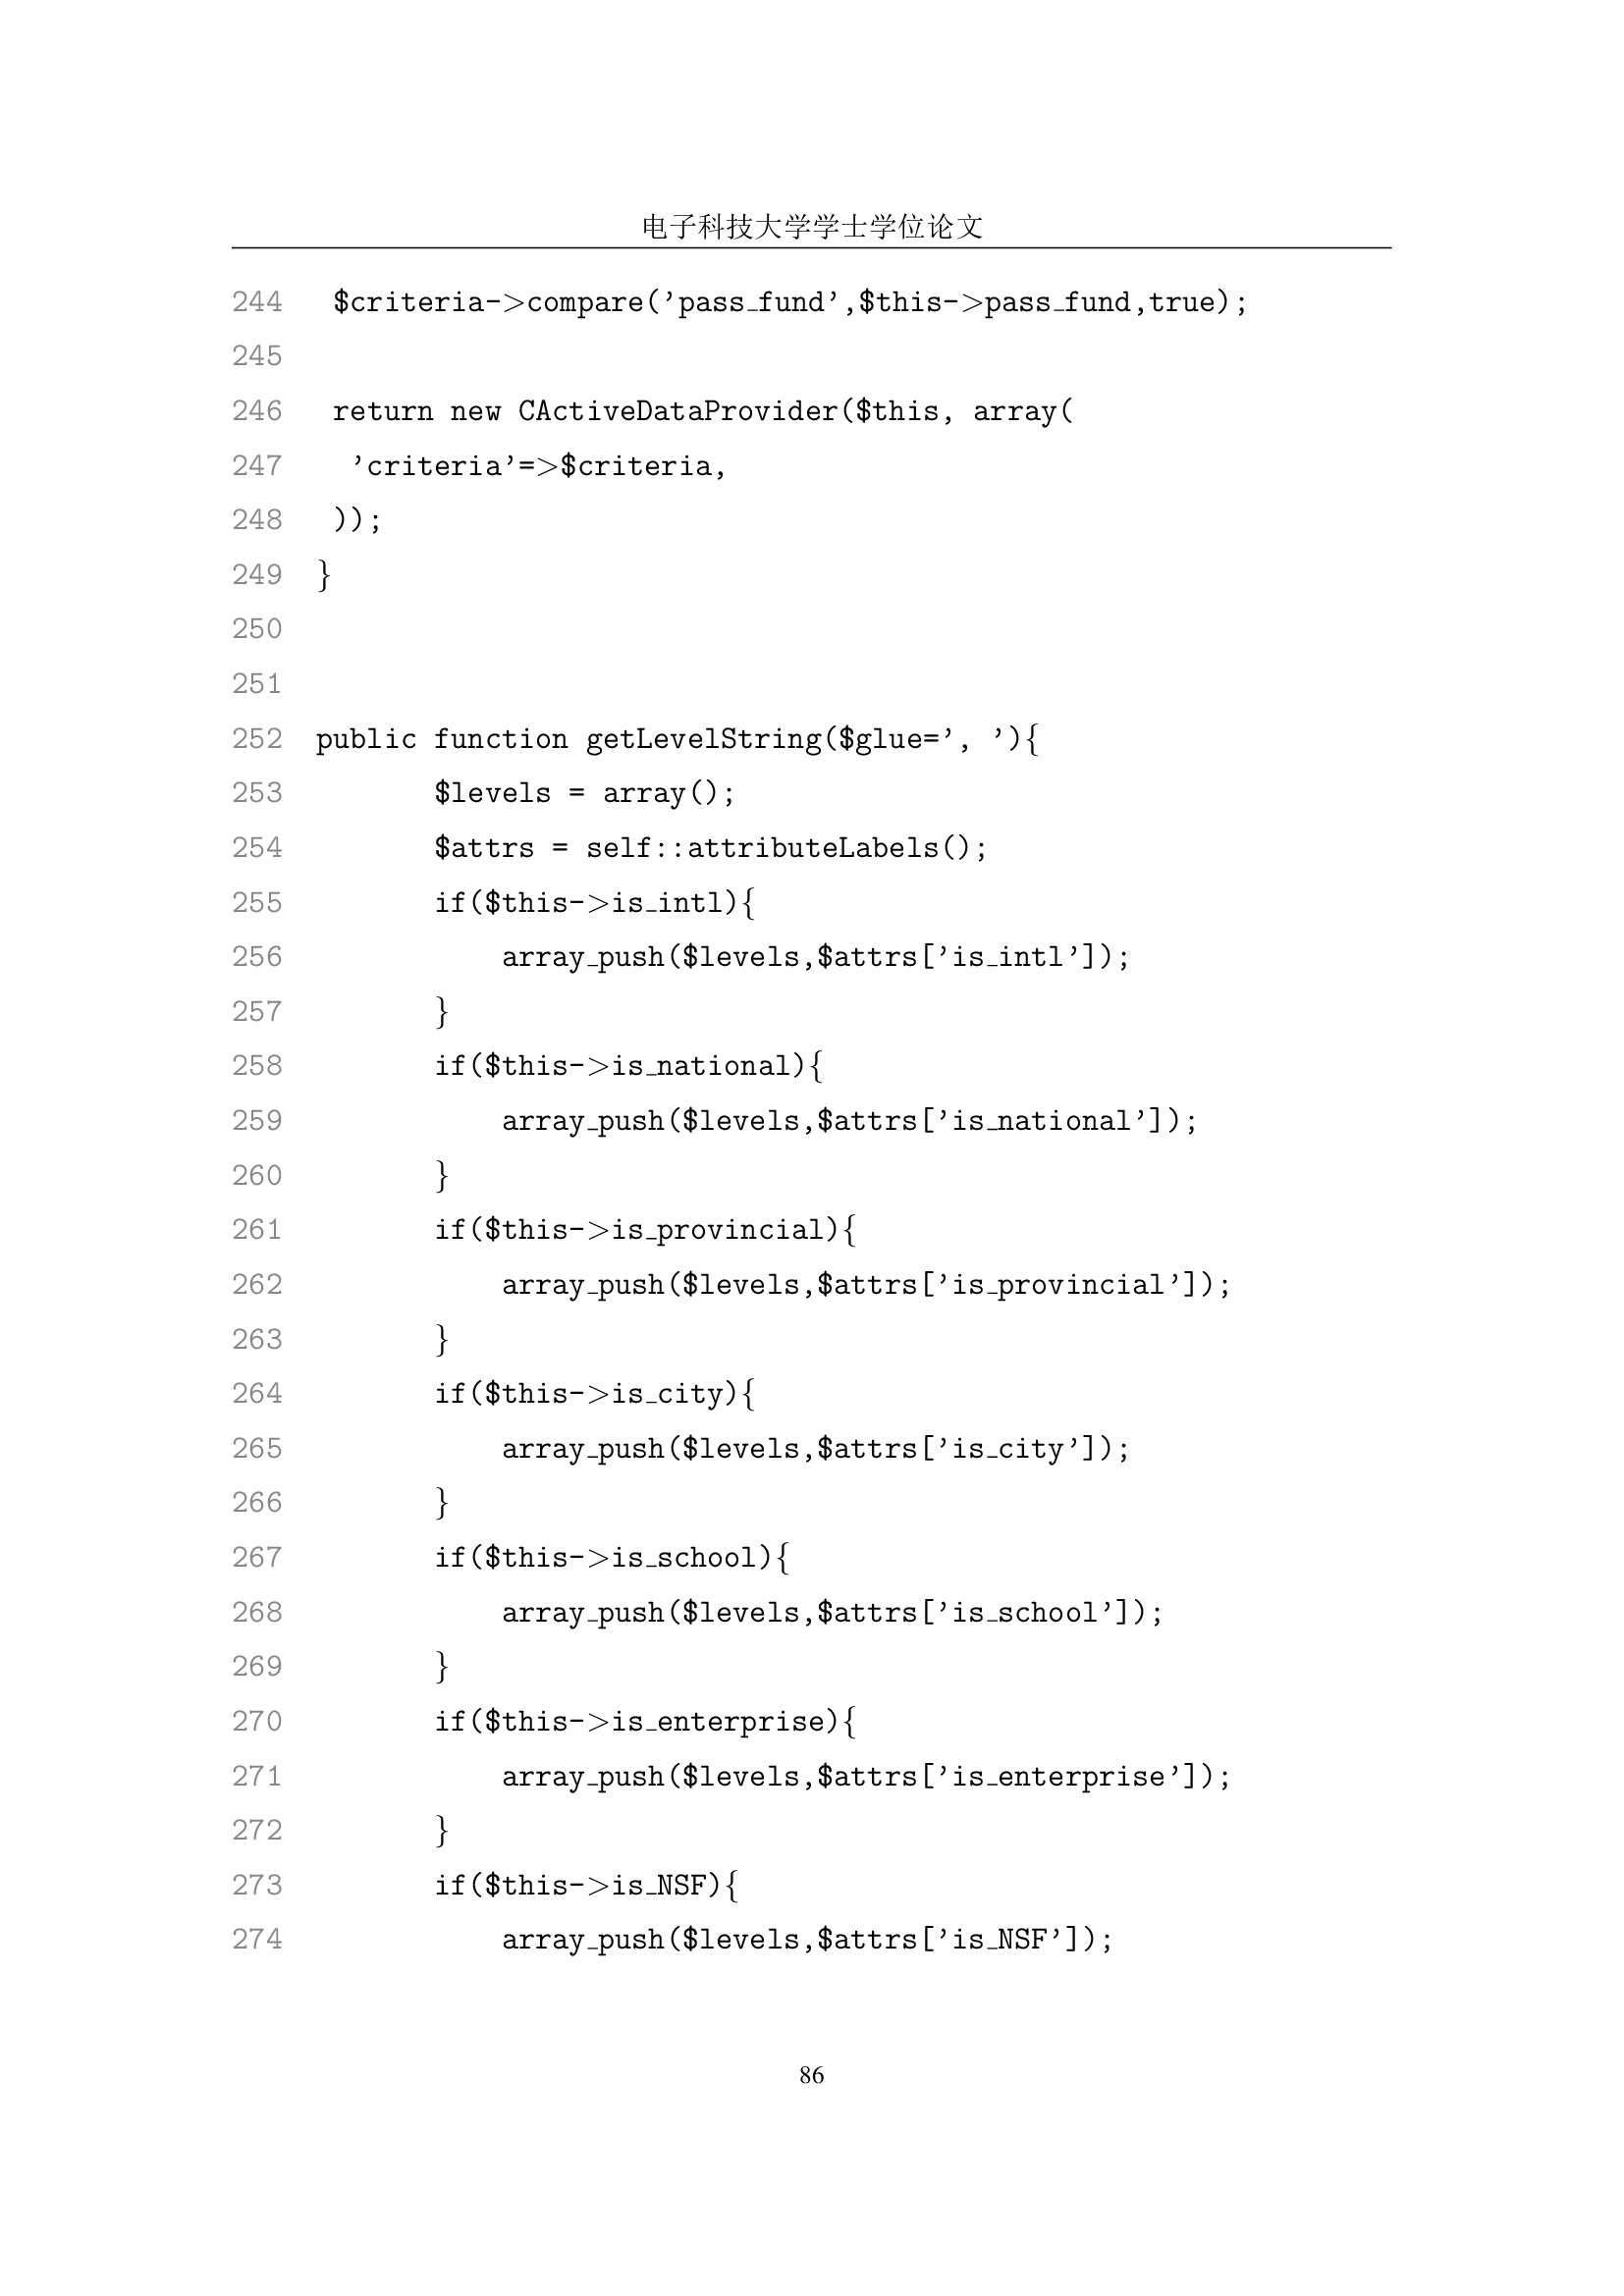 电子科技大学学士学位论文
244   $criteria->compare('pass_fund',$this->pass_fund,true);
245
246   return new CActiveDataProvider($this, array(
247    'criteria'=>$criteria,
248   ));
249  }
250
251
252  public function getLevelString($glue=', '){
253         $levels = array();
254         $attrs = self::attributeLabels();
255         if($this->is_intl){
256             array_push($levels,$attrs['is_intl']);
257         }
258         if($this->is_national){
259             array_push($levels,$attrs['is_national']);
260         }
261         if($this->is_provincial){
262             array_push($levels,$attrs['is_provincial']);
263         }
264         if($this->is_city){
265             array_push($levels,$attrs['is_city']);
266         }
267         if($this->is_school){
268             array_push($levels,$attrs['is_school']);
269         }
270         if($this->is_enterprise){
271             array_push($levels,$attrs['is_enterprise']);
272         }
273         if($this->is_NSF){
274             array_push($levels,$attrs['is_NSF']);
86